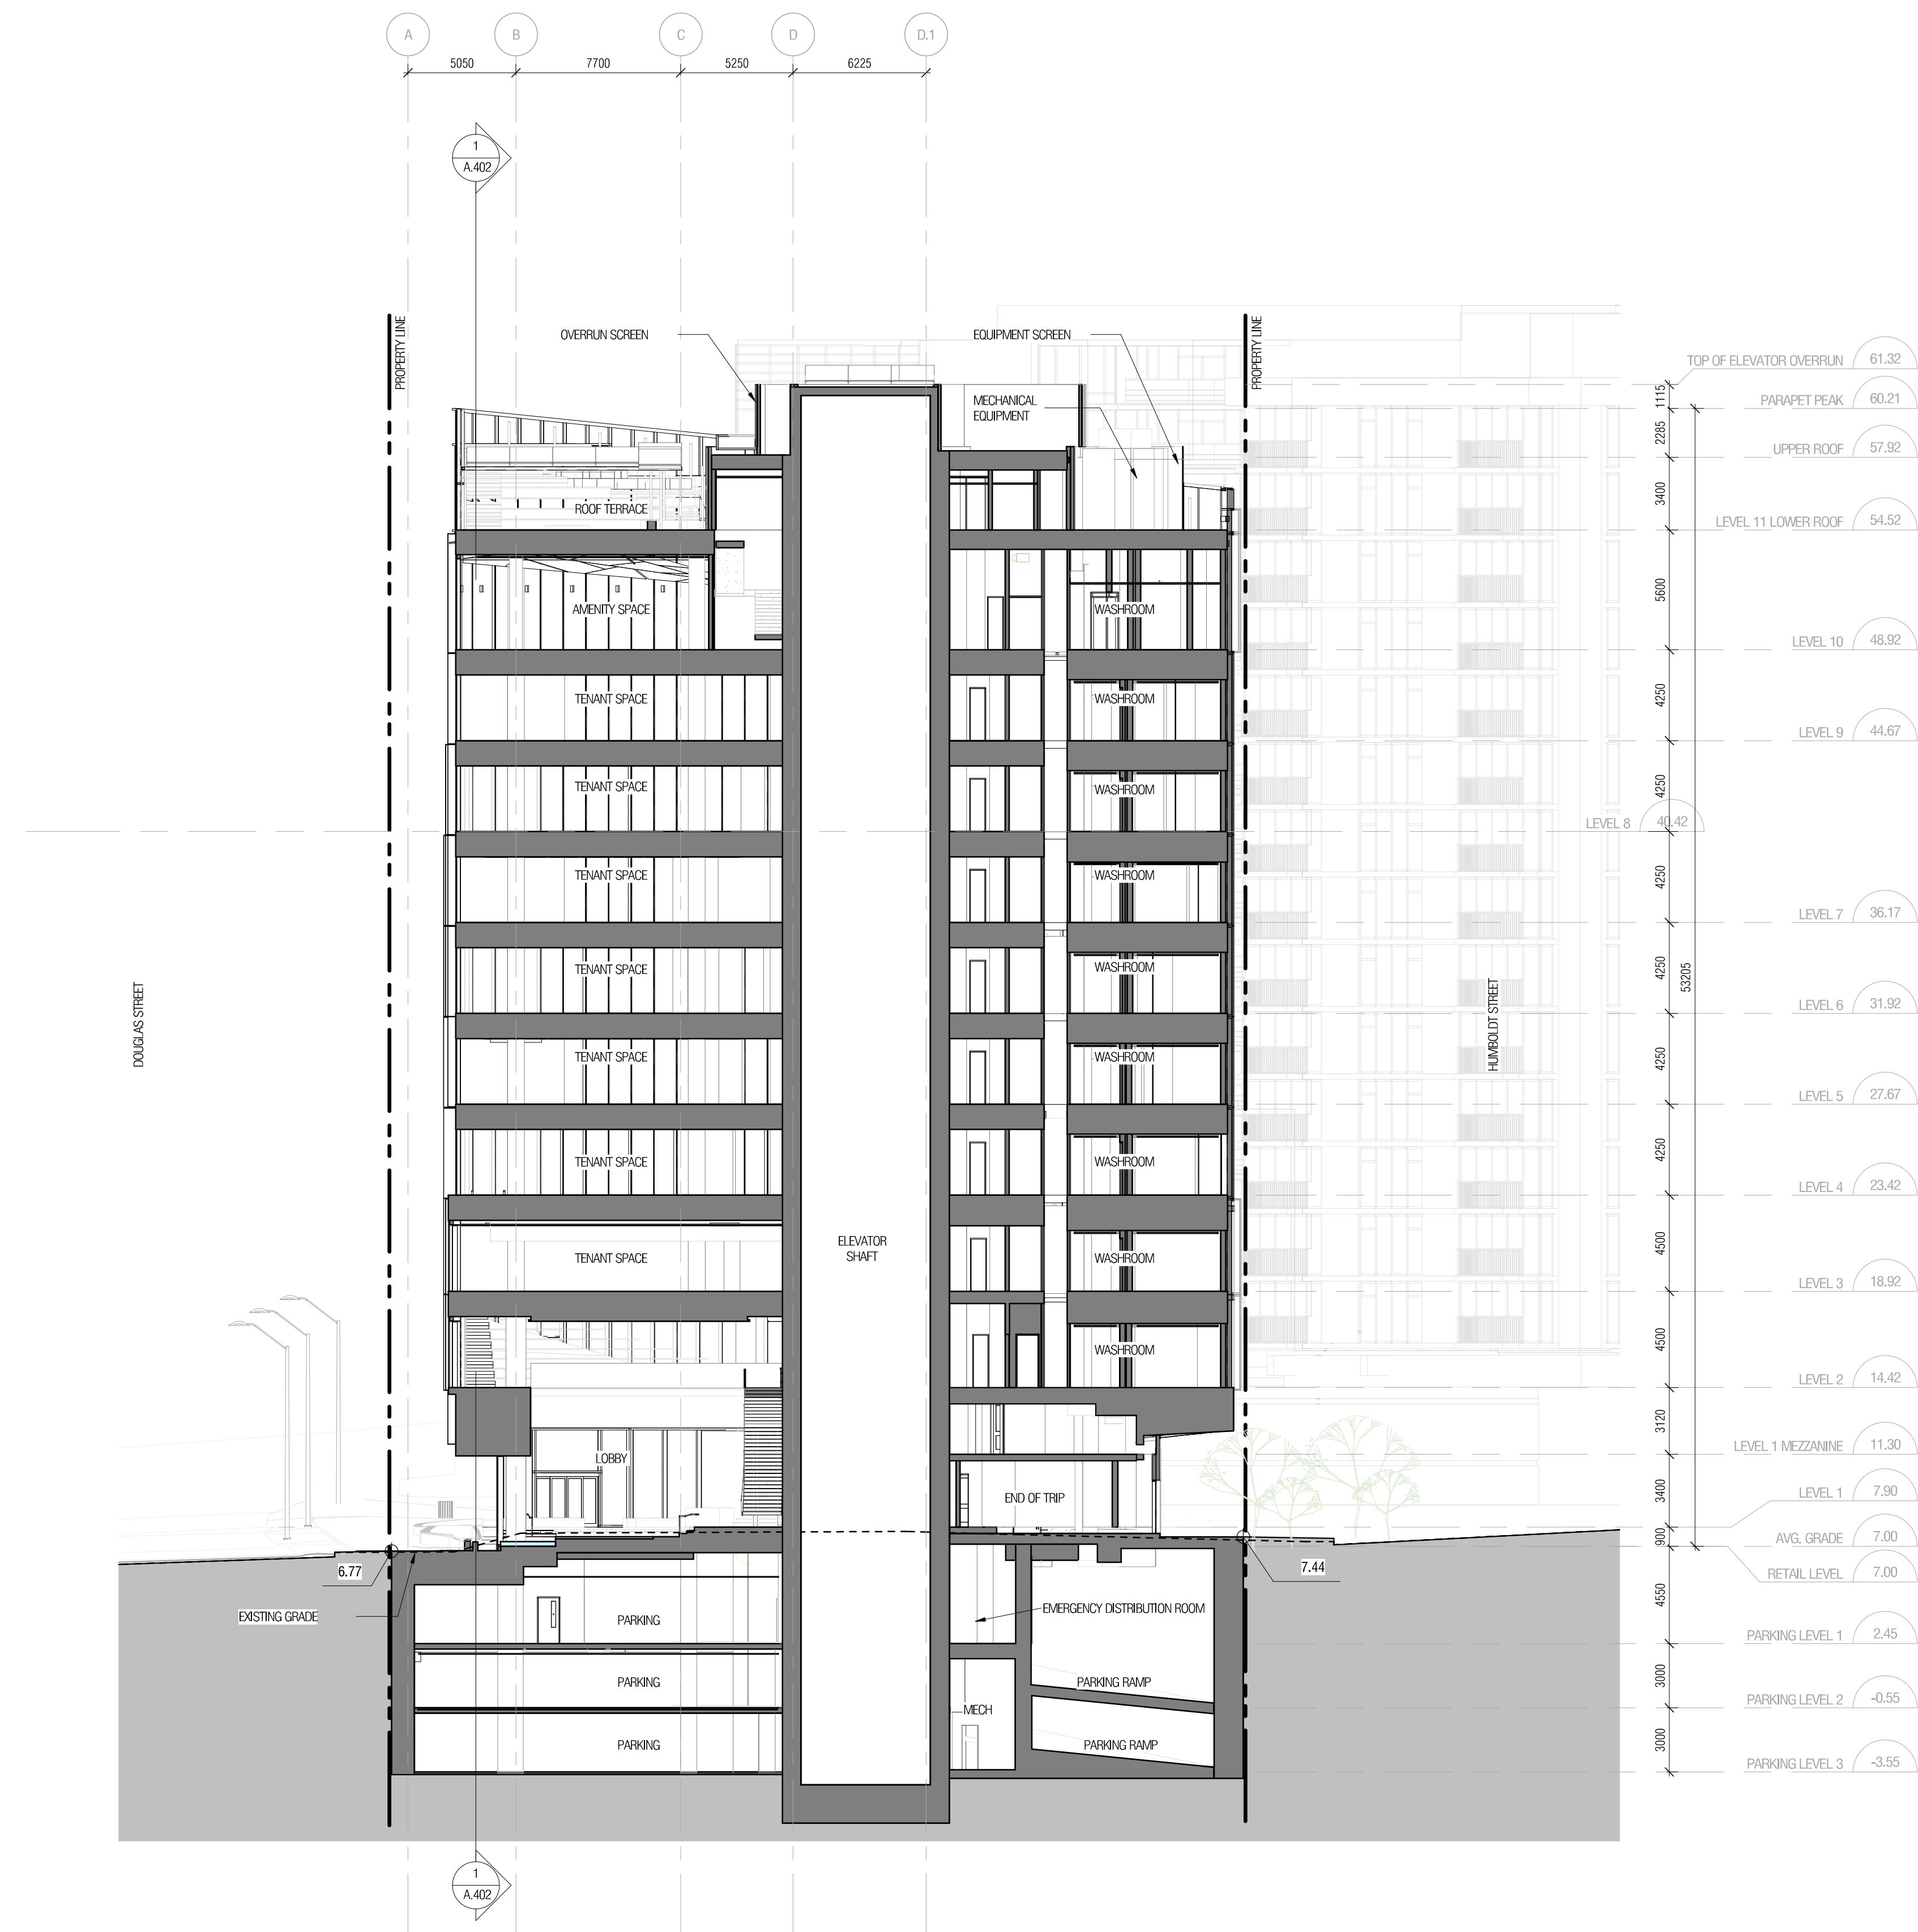 A
B
C
D
D.1
5050
7700
5250
6225
1
A.402
PROPERTY LINE
OVERRUN SCREEN
EQUIPMENT SCREEN
PROPERTY LINE
TOP OF ELEVATOR OVERRUN
61.32
1115
MECHANICAL
EQUIPMENT
PARAPET PEAK
60.21
2285
UPPER ROOF
57.92
3400
ROOF TERRACE
LEVEL 11 LOWER ROOF
54.52
5600
AMENITY SPACE
WASHROOM
LEVEL 10
48.92
4250
TENANT SPACE
WASHROOM
LEVEL 9
44.67
4250
TENANT SPACE
WASHROOM
LEVEL 8
40.42
4250
TENANT SPACE
WASHROOM
LEVEL 7
36.17
4250
TENANT SPACE
WASHROOM
53205
DOUGLAS STREET
HUMBOLDT STREET
LEVEL 6
31.92
4250
TENANT SPACE
WASHROOM
LEVEL 5
27.67
4250
TENANT SPACE
WASHROOM
LEVEL 4
23.42
4500
ELEVATOR
SHAFT
TENANT SPACE
WASHROOM
LEVEL 3
18.92
4500
WASHROOM
LEVEL 2
14.42
3120
LOBBY
LEVEL 1 MEZZANINE
11.30
3400
END OF TRIP
LEVEL 1
7.90
900
AVG. GRADE
7.00
6.77
7.44
RETAIL LEVEL
7.00
4550
EXISTING GRADE
PARKING
EMERGENCY DISTRIBUTION ROOM
PARKING LEVEL 1
2.45
3000
PARKING
PARKING RAMP
PARKING LEVEL 2
-0.55
MECH
3000
PARKING
PARKING RAMP
PARKING LEVEL 3
-3.55
1
A.402